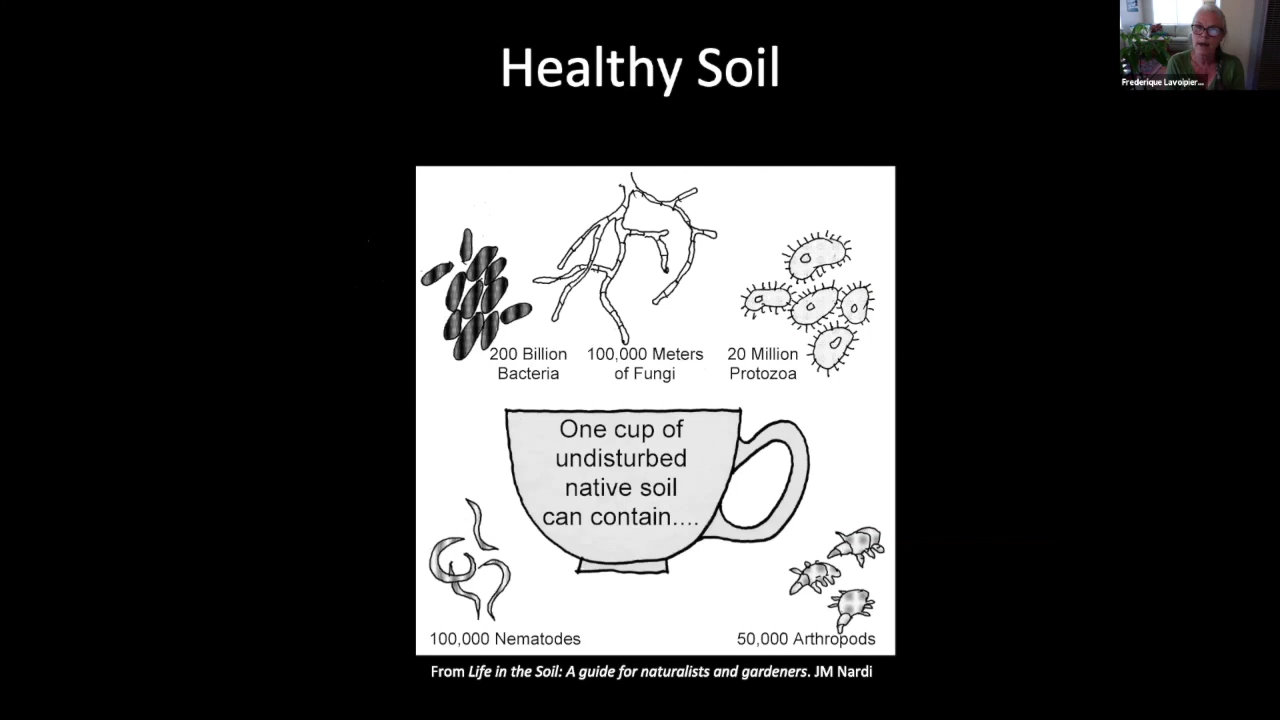 Healthy Soil
Frederique Lavoipier...
200 Billion
Bacteria
100,000 Meters
of Fungi
20 Million
Protozoa
One cup of
undisturbed
native soil
can contain....
100,000 Nematodes
50,000 Arthropods
From Life in the Soil: A guide for naturalists and gardeners. JM Nardi